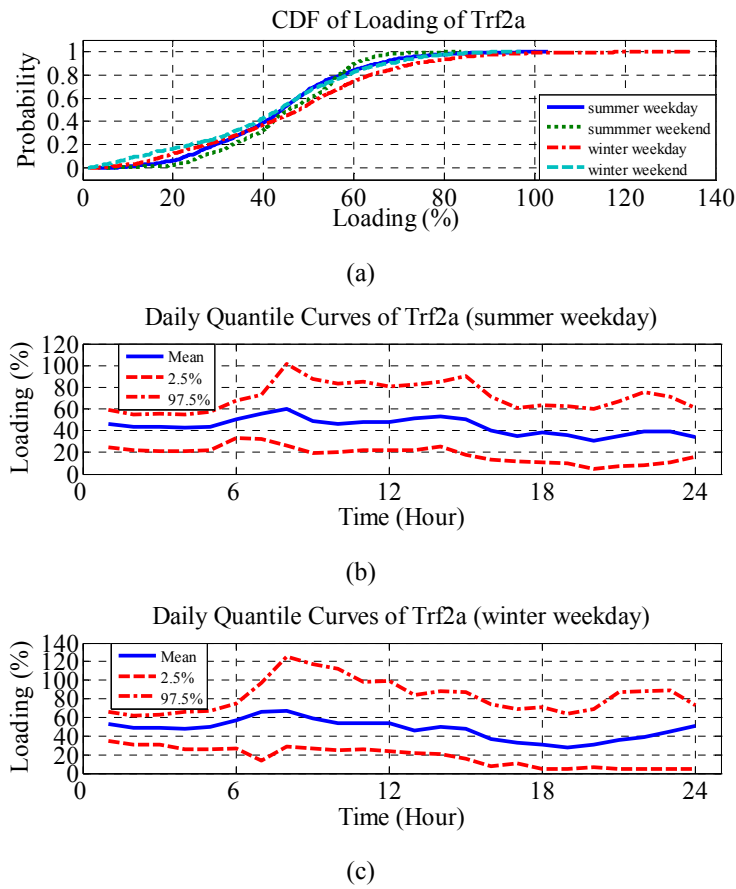 CDF of Loading of Trf2a
Probability
1
0.8
0.6
0.4
0.2
0
summer weekday
summmer weekend
winter weekday
winter weekend
0 20 40 60 80 100 120 140
Loading (%)
(a)
Daily Quantile Curves of Trf2a (summer weekday)
Loading (%)
120
100
80
60
40
20
0
Mean
2.5%
97.5%
0 6 12 18 24
Time (Hour)
(b)
Daily Quantile Curves of Trf2a (winter weekday)
Loading (%)
140
120
100
80
60
40
20
0
Mean
2.5%
97.5%
0 6 12 18 24
Time (Hour)
(c)